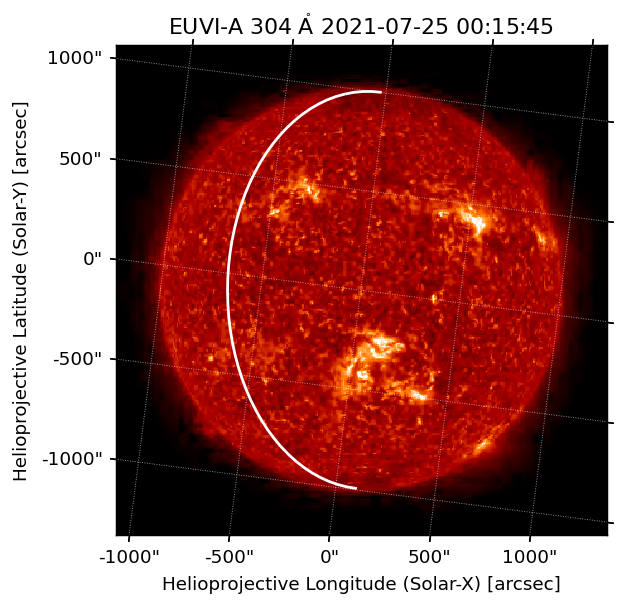 EUVI-A 304 Å 2021-07-25 00:15:45
1000"
500"
0"
-500"
-1000"
Helioprojective Latitude (Solar-Y) [arcsec]
-1000" -500" 0" 500" 1000"
Helioprojective Longitude (Solar-X) [arcsec]